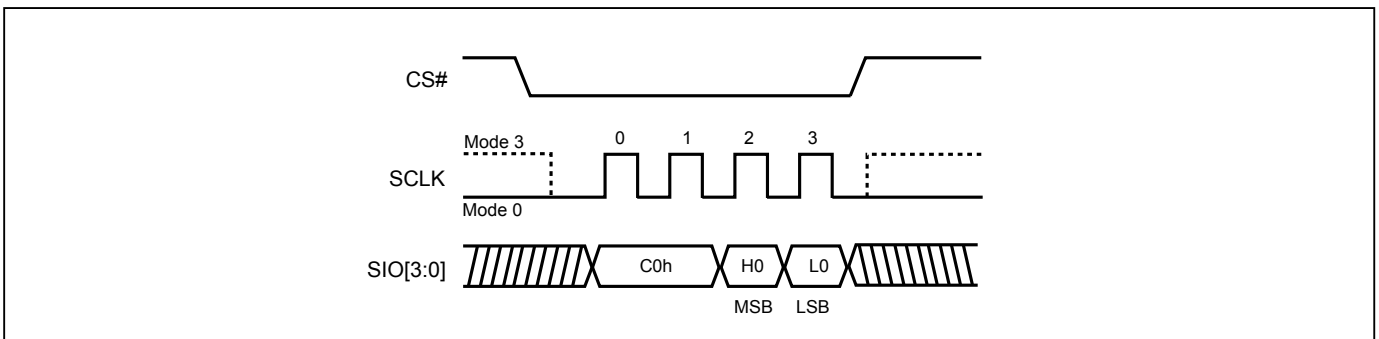 CS#
Mode 3 0 1 2 3
SCLK
Mode 0
SIO[3:0] C0h H0 L0
MSB LSB